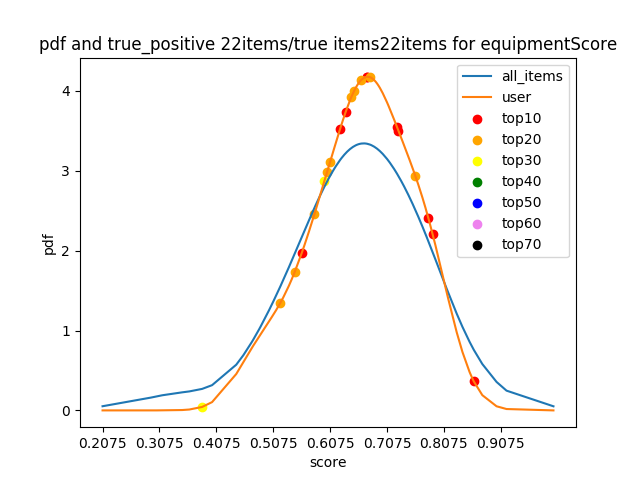 pdf and true_positive 22items/true items22items for equipmentScore
all_items
user
top10
top20
top30
top40
top50
top60
top70
pdf
4
3
2
1
0
0.2075 0.3075 0.4075 0.5075 0.6075 0.7075 0.8075 0.9075
score